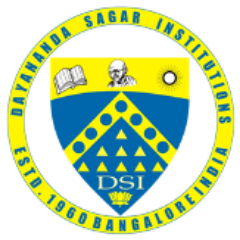 DAYANANDA SAGAR INSTITUTIONS
DSI
ESTD. 1960 BANGALORE INDIA